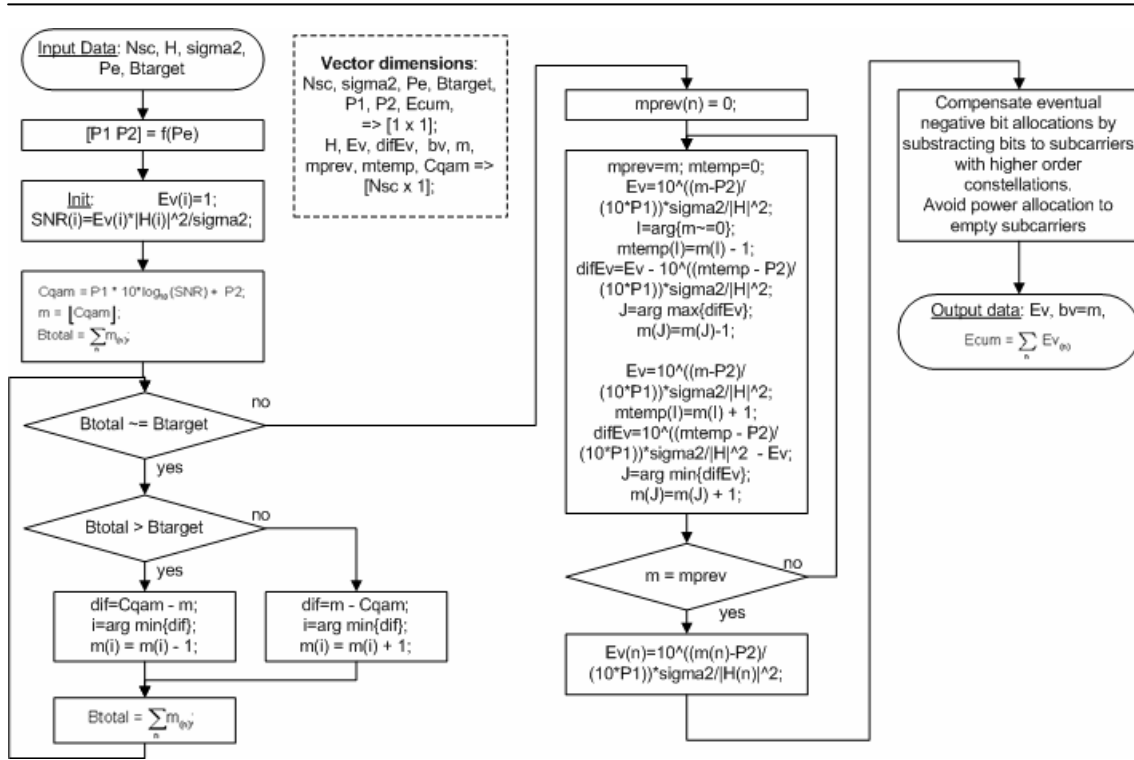 Input Data: Nsc, H, sigma2,
Pe, Btarget
[P1 P2] = f(Pe)
Init: Ev(i)=1;
SNR(i)=Ev(i)*|H(i)|^2/sigma2;
Cqam = P1 * 10*log₁₀(SNR) + P2;
m = ⌊Cqam⌋;
Btotal = ∑ m₍ₙ₎;
n
Btotal ~= Btarget
no
yes
Btotal > Btarget
no
yes
dif=Cqam - m;
i=arg min{dif};
m(i) = m(i) - 1;
dif=m - Cqam;
i=arg min{dif};
m(i) = m(i) + 1;
Btotal = ∑ m₍ₙ₎;
n
Vector dimensions:
Nsc, sigma2, Pe, Btarget,
P1, P2, Ecum,
=> [1 x 1];
H, Ev, difEv, bv, m,
mprev, mtemp, Cqam =>
[Nsc x 1];
mprev(n) = 0;
mprev=m; mtemp=0;
Ev=10^((m-P2)/
(10*P1))*sigma2/|H|^2;
I=arg{m~=0};
mtemp(I)=m(I) - 1;
difEv=Ev - 10^((mtemp - P2)/
(10*P1))*sigma2/|H|^2;
J=arg max{difEv};
m(J)=m(J)-1;
Ev=10^((m-P2)/
(10*P1))*sigma2/|H|^2;
mtemp(I)=m(I) + 1;
difEv=10^((mtemp - P2)/
(10*P1))*sigma2/|H|^2 - Ev;
J=arg min{difEv};
m(J)=m(J) + 1;
m = mprev
no
yes
Ev(n)=10^((m(n)-P2)/
(10*P1))*sigma2/|H(n)|^2;
Compensate eventual
negative bit allocations by
substracting bits to subcarriers
with higher order
constellations.
Avoid power allocation to
empty subcarriers
Output data: Ev, bv=m,
Ecum = ∑ Ev₍ₙ₎
n